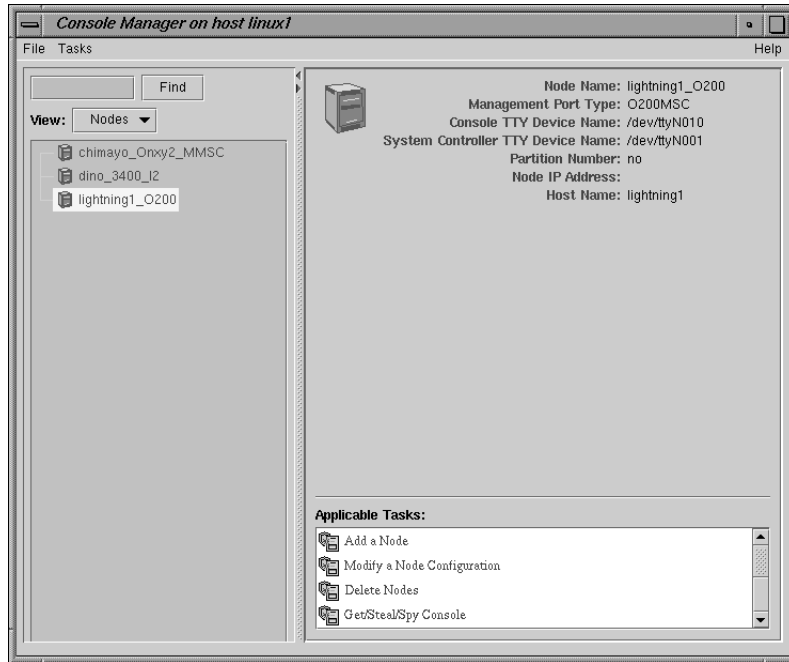 Console Manager on host linux1
File Tasks Help
Find
View: Nodes
chimayo_Onxy2_MMSC
dino_3400_I2
lightning1_O200
Node Name: lightning1_O200
Management Port Type: O200MSC
Console TTY Device Name: /dev/ttyN010
System Controller TTY Device Name: /dev/ttyN001
Partition Number: no
Node IP Address:
Host Name: lightning1
Applicable Tasks:
Add a Node
Modify a Node Configuration
Delete Nodes
Get/Steal/Spy Console